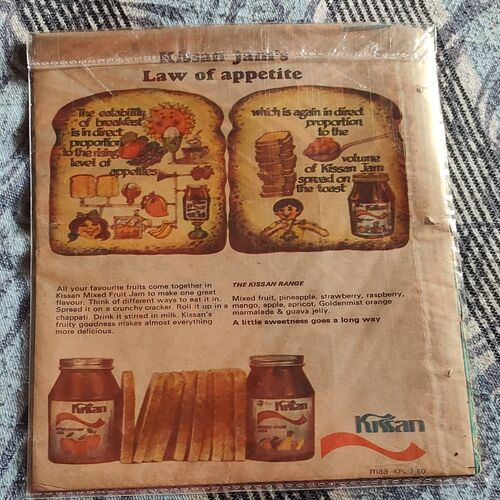 Kissan Jam's
Law of appetite
The eatability
of breakfast
is in direct
proportion
to the rising
level of
appetites
which is again in direct
proportion
to the
volume
of Kissan Jam
spread on
the toast
All your favourite fruits come together in
Kissan Mixed Fruit Jam to make one great
flavour. Think of different ways to eat it in.
Spread it on a crunchy cracker. Roll it up in a
chappati. Drink it stirred in milk. Kissan's
fruity goodness makes almost everything
more delicious.
THE KISSAN RANGE
Mixed fruit, pineapple, strawberry, raspberry,
mango, apple, apricot, Goldenmist orange
marmalade & guava jelly.
A little sweetness goes a long way
Kissan
Kissan
Kissan
maa KPL 7 80